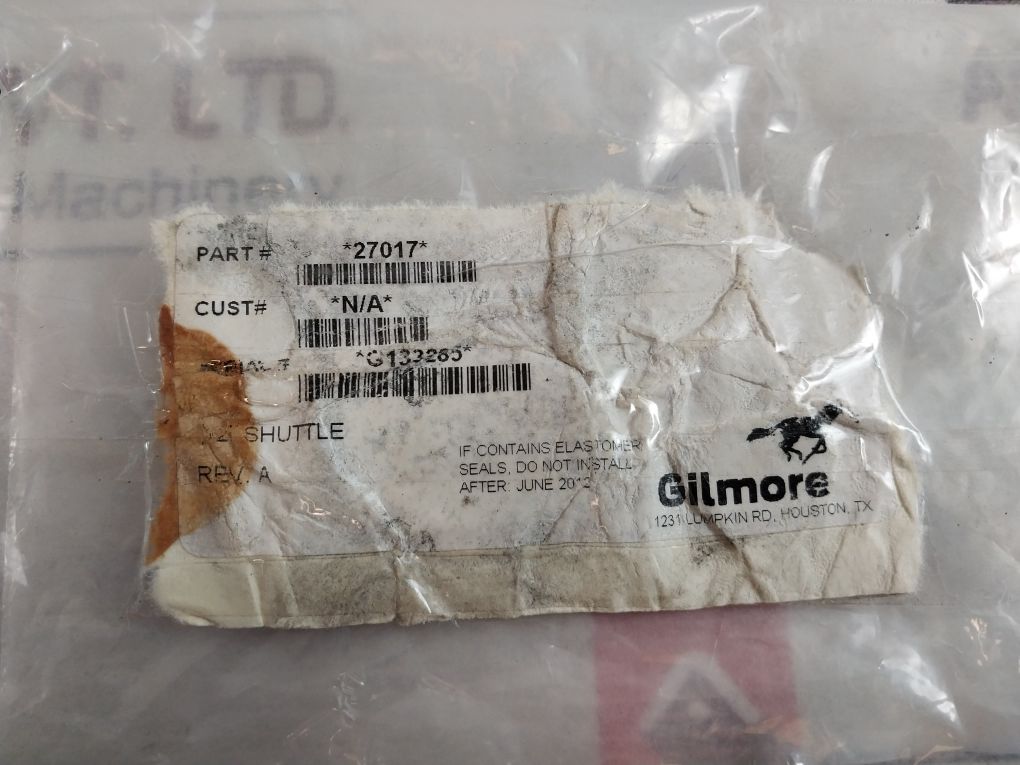 T. LTD.
Machinery
PART # *27017*
CUST# *N/A*
*G133265*
SHUTTLE
REV. A
IF CONTAINS ELASTOMER
SEALS, DO NOT INSTALL
AFTER: JUNE
Gilmore
1231 LUMPKIN RD, HOUSTON, TX